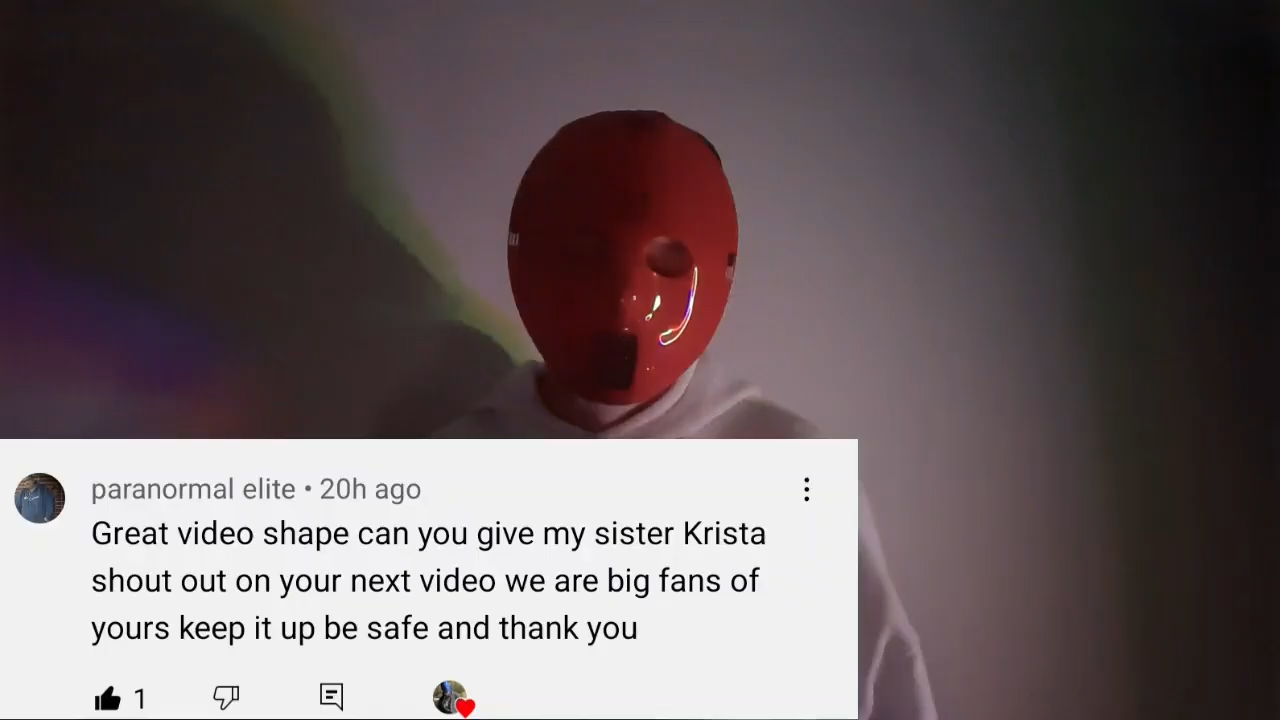 paranormal elite • 20h ago
Great video shape can you give my sister Krista
shout out on your next video we are big fans of
yours keep it up be safe and thank you
1